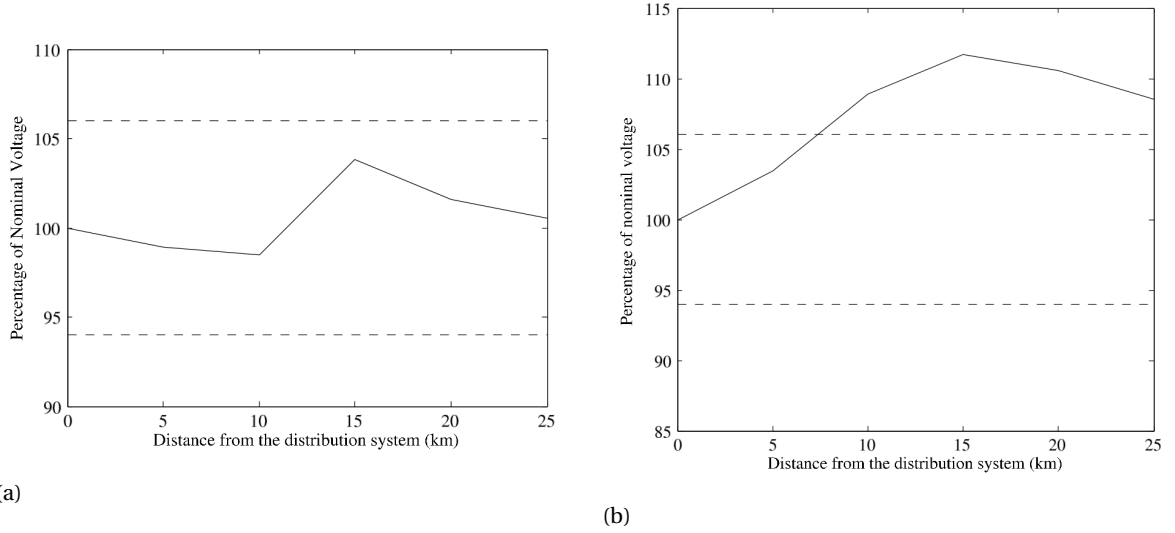 110
105
100
95
90
Percentage of Nominal Voltage
0 5 10 15 20 25
Distance from the distribution system (km)
(a)
115
110
105
100
95
90
85
Percentage of nominal voltage
0 5 10 15 20 25
Distance from the distribution system (km)
(b)